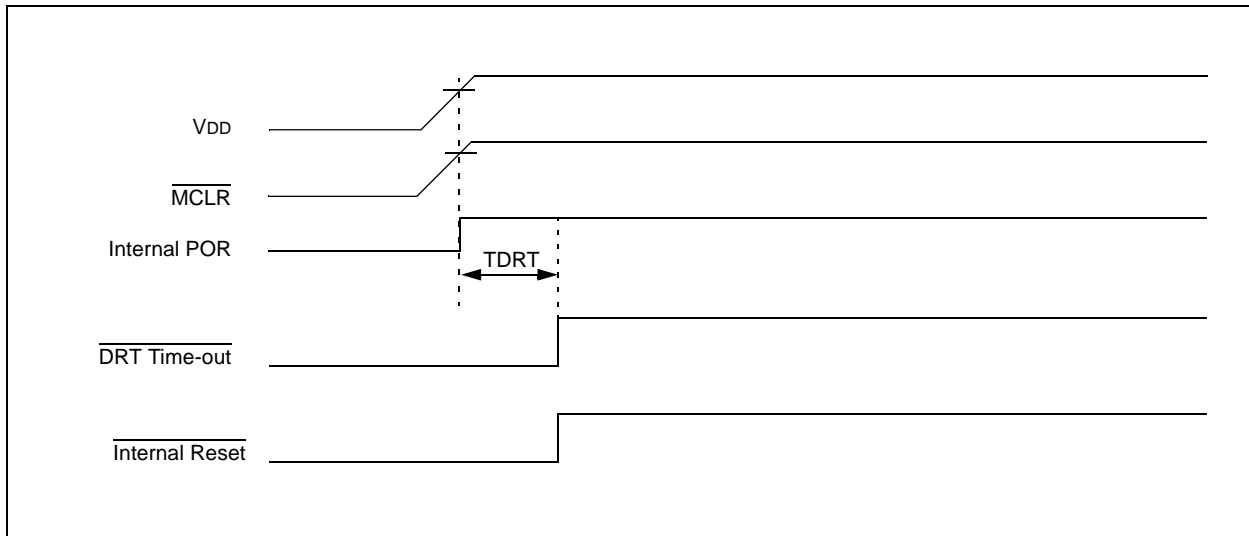 VDD
MCLR
Internal POR
TDRT
DRT Time-out
Internal Reset